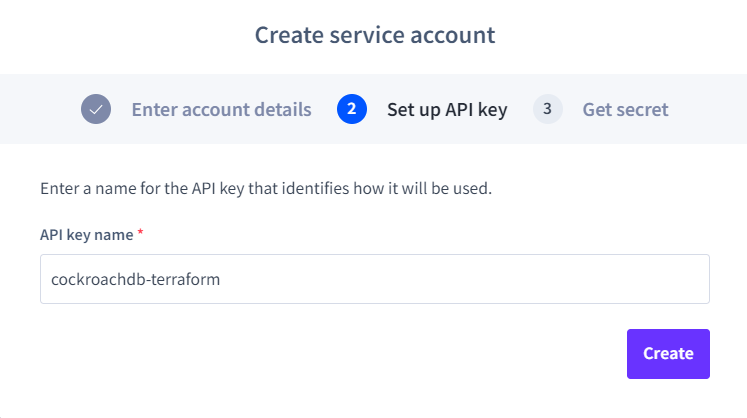 Create service account
Enter account details 2 Set up API key 3 Get secret
Enter a name for the API key that identifies how it will be used.
API key name *
cockroachdb-terraform
Create